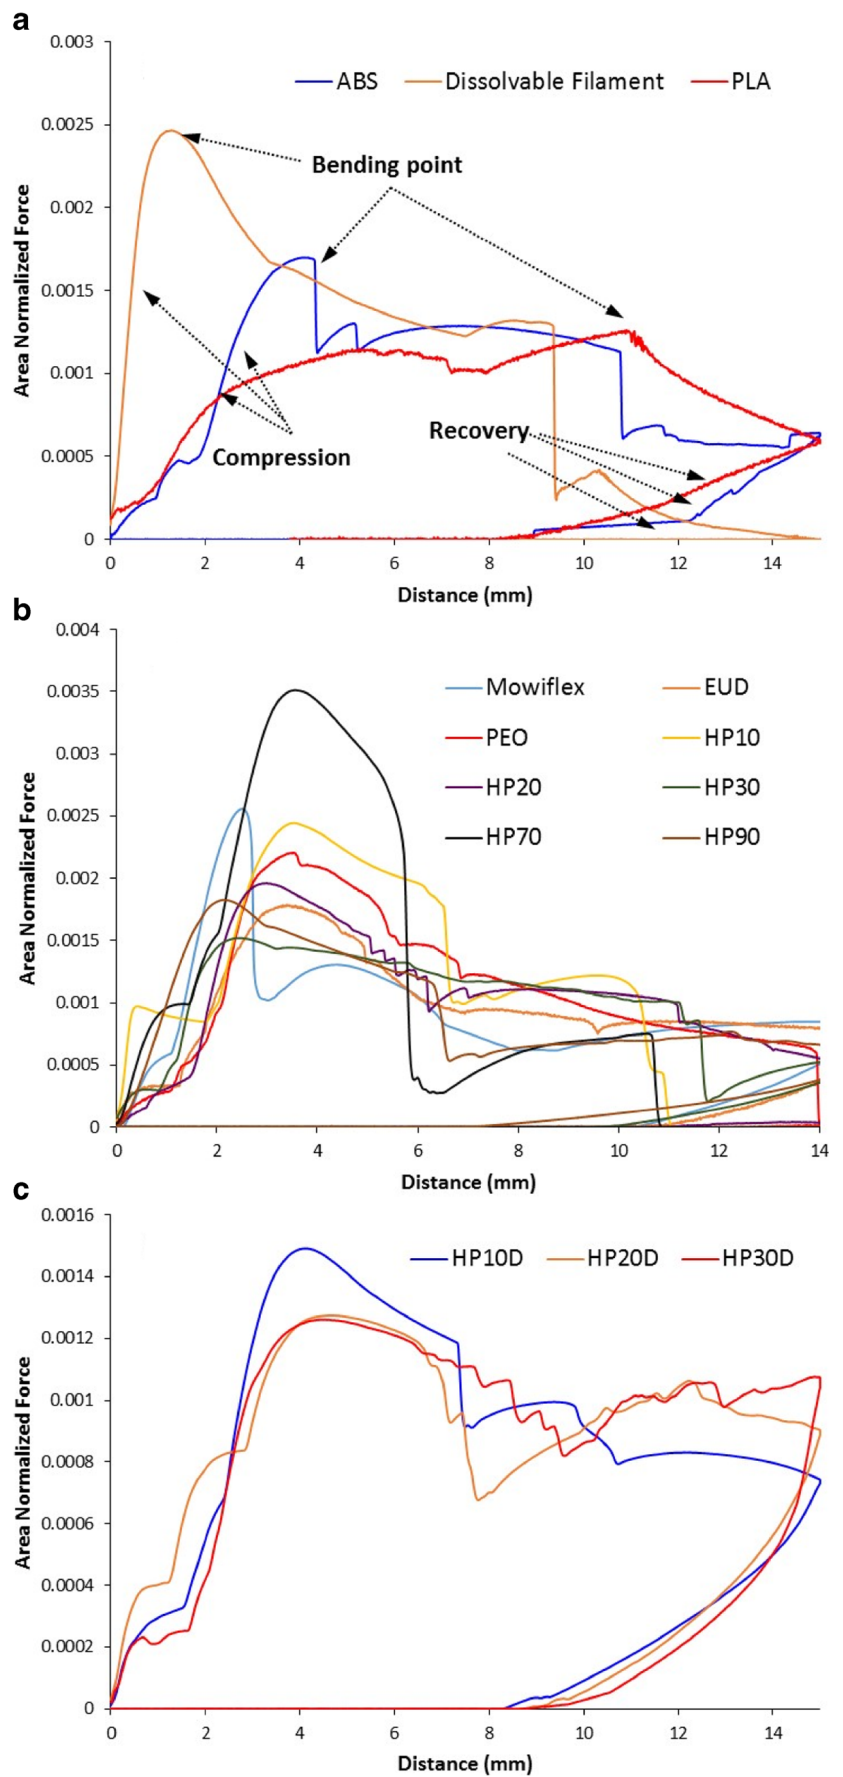 a
0.003
ABS Dissolvable Filament PLA
0.0025
Bending point
0.002
0.0015
0.001
Recovery
Compression
0.0005
0
0 2 4 6 8 10 12 14
Area Normalized Force
Distance (mm)
b
0.004
Mowiflex EUD
0.0035
PEO HP10
0.003
HP20 HP30
0.0025
HP70 HP90
0.002
0.0015
0.001
0.0005
0
0 2 4 6 8 10 12 14
Area Normalized Force
Distance (mm)
c
0.0016
HP10D HP20D HP30D
0.0014
0.0012
0.001
0.0008
0.0006
0.0004
0.0002
0
0 2 4 6 8 10 12 14
Area Normalized Force
Distance (mm)